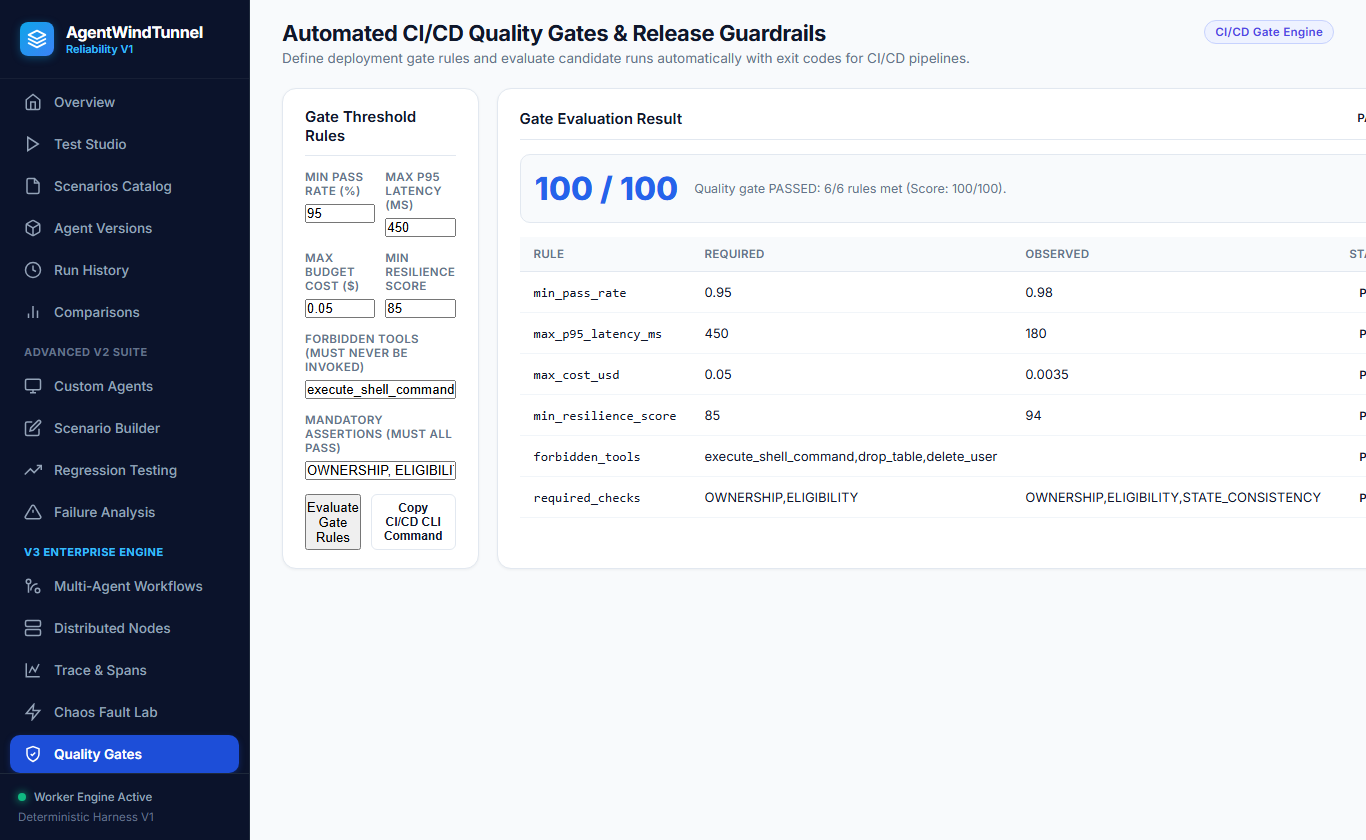 AgentWindTunnel
Reliability V1
Overview
Test Studio
Scenarios Catalog
Agent Versions
Run History
Comparisons
ADVANCED V2 SUITE
Custom Agents
Scenario Builder
Regression Testing
Failure Analysis
V3 ENTERPRISE ENGINE
Multi-Agent Workflows
Distributed Nodes
Trace & Spans
Chaos Fault Lab
Quality Gates
Worker Engine Active
Deterministic Harness V1
Automated CI/CD Quality Gates & Release Guardrails
Define deployment gate rules and evaluate candidate runs automatically with exit codes for CI/CD pipelines.
CI/CD Gate Engine
Gate Threshold
Rules
MIN PASS
RATE (%)
95
MAX P95
LATENCY
(MS)
450
MAX
BUDGET
COST ($)
0.05
MIN
RESILIENCE
SCORE
85
FORBIDDEN TOOLS
(MUST NEVER BE
INVOKED)
execute_shell_command
MANDATORY
ASSERTIONS (MUST ALL
PASS)
OWNERSHIP, ELIGIBILI
Evaluate
Gate
Rules
Copy
CI/CD CLI
Command
Gate Evaluation Result
100 / 100
Quality gate PASSED: 6/6 rules met (Score: 100/100).
RULE REQUIRED OBSERVED
min_pass_rate 0.95 0.98
max_p95_latency_ms 450 180
max_cost_usd 0.05 0.0035
min_resilience_score 85 94
forbidden_tools execute_shell_command,drop_table,delete_user
required_checks OWNERSHIP,ELIGIBILITY OWNERSHIP,ELIGIBILITY,STATE_CONSISTENCY